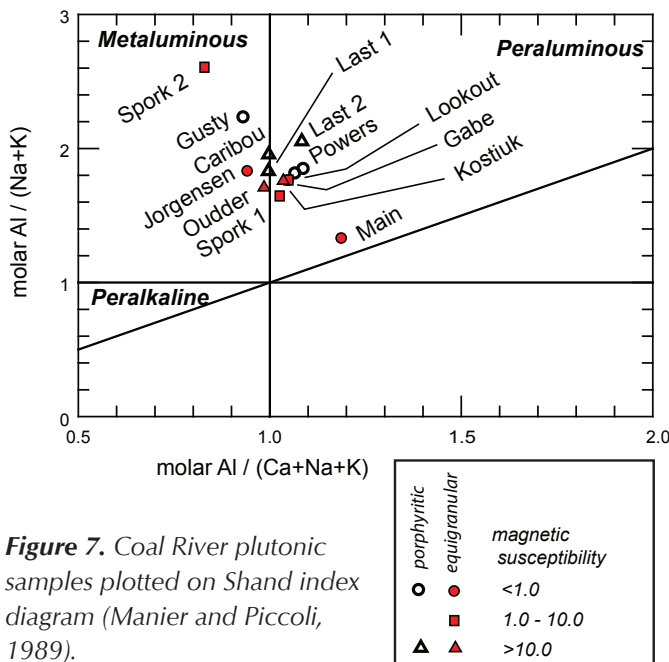 3
2
1
0
molar Al / (Na+K)
Metaluminous
Peraluminous
Peralkaline
Spork 2
Gusty
Caribou
Jorgensen
Oudder
Spork 1
Last 1
Last 2
Powers
Lookout
Gabe
Kostiuk
Main
0.5 1.0 1.5 2.0
molar Al / (Ca+Na+K)
porphyritic
equigranular
magnetic
susceptibility
<1.0
1.0 - 10.0
>10.0
Figure 7. Coal River plutonic
samples plotted on Shand index
diagram (Manier and Piccoli,
1989).